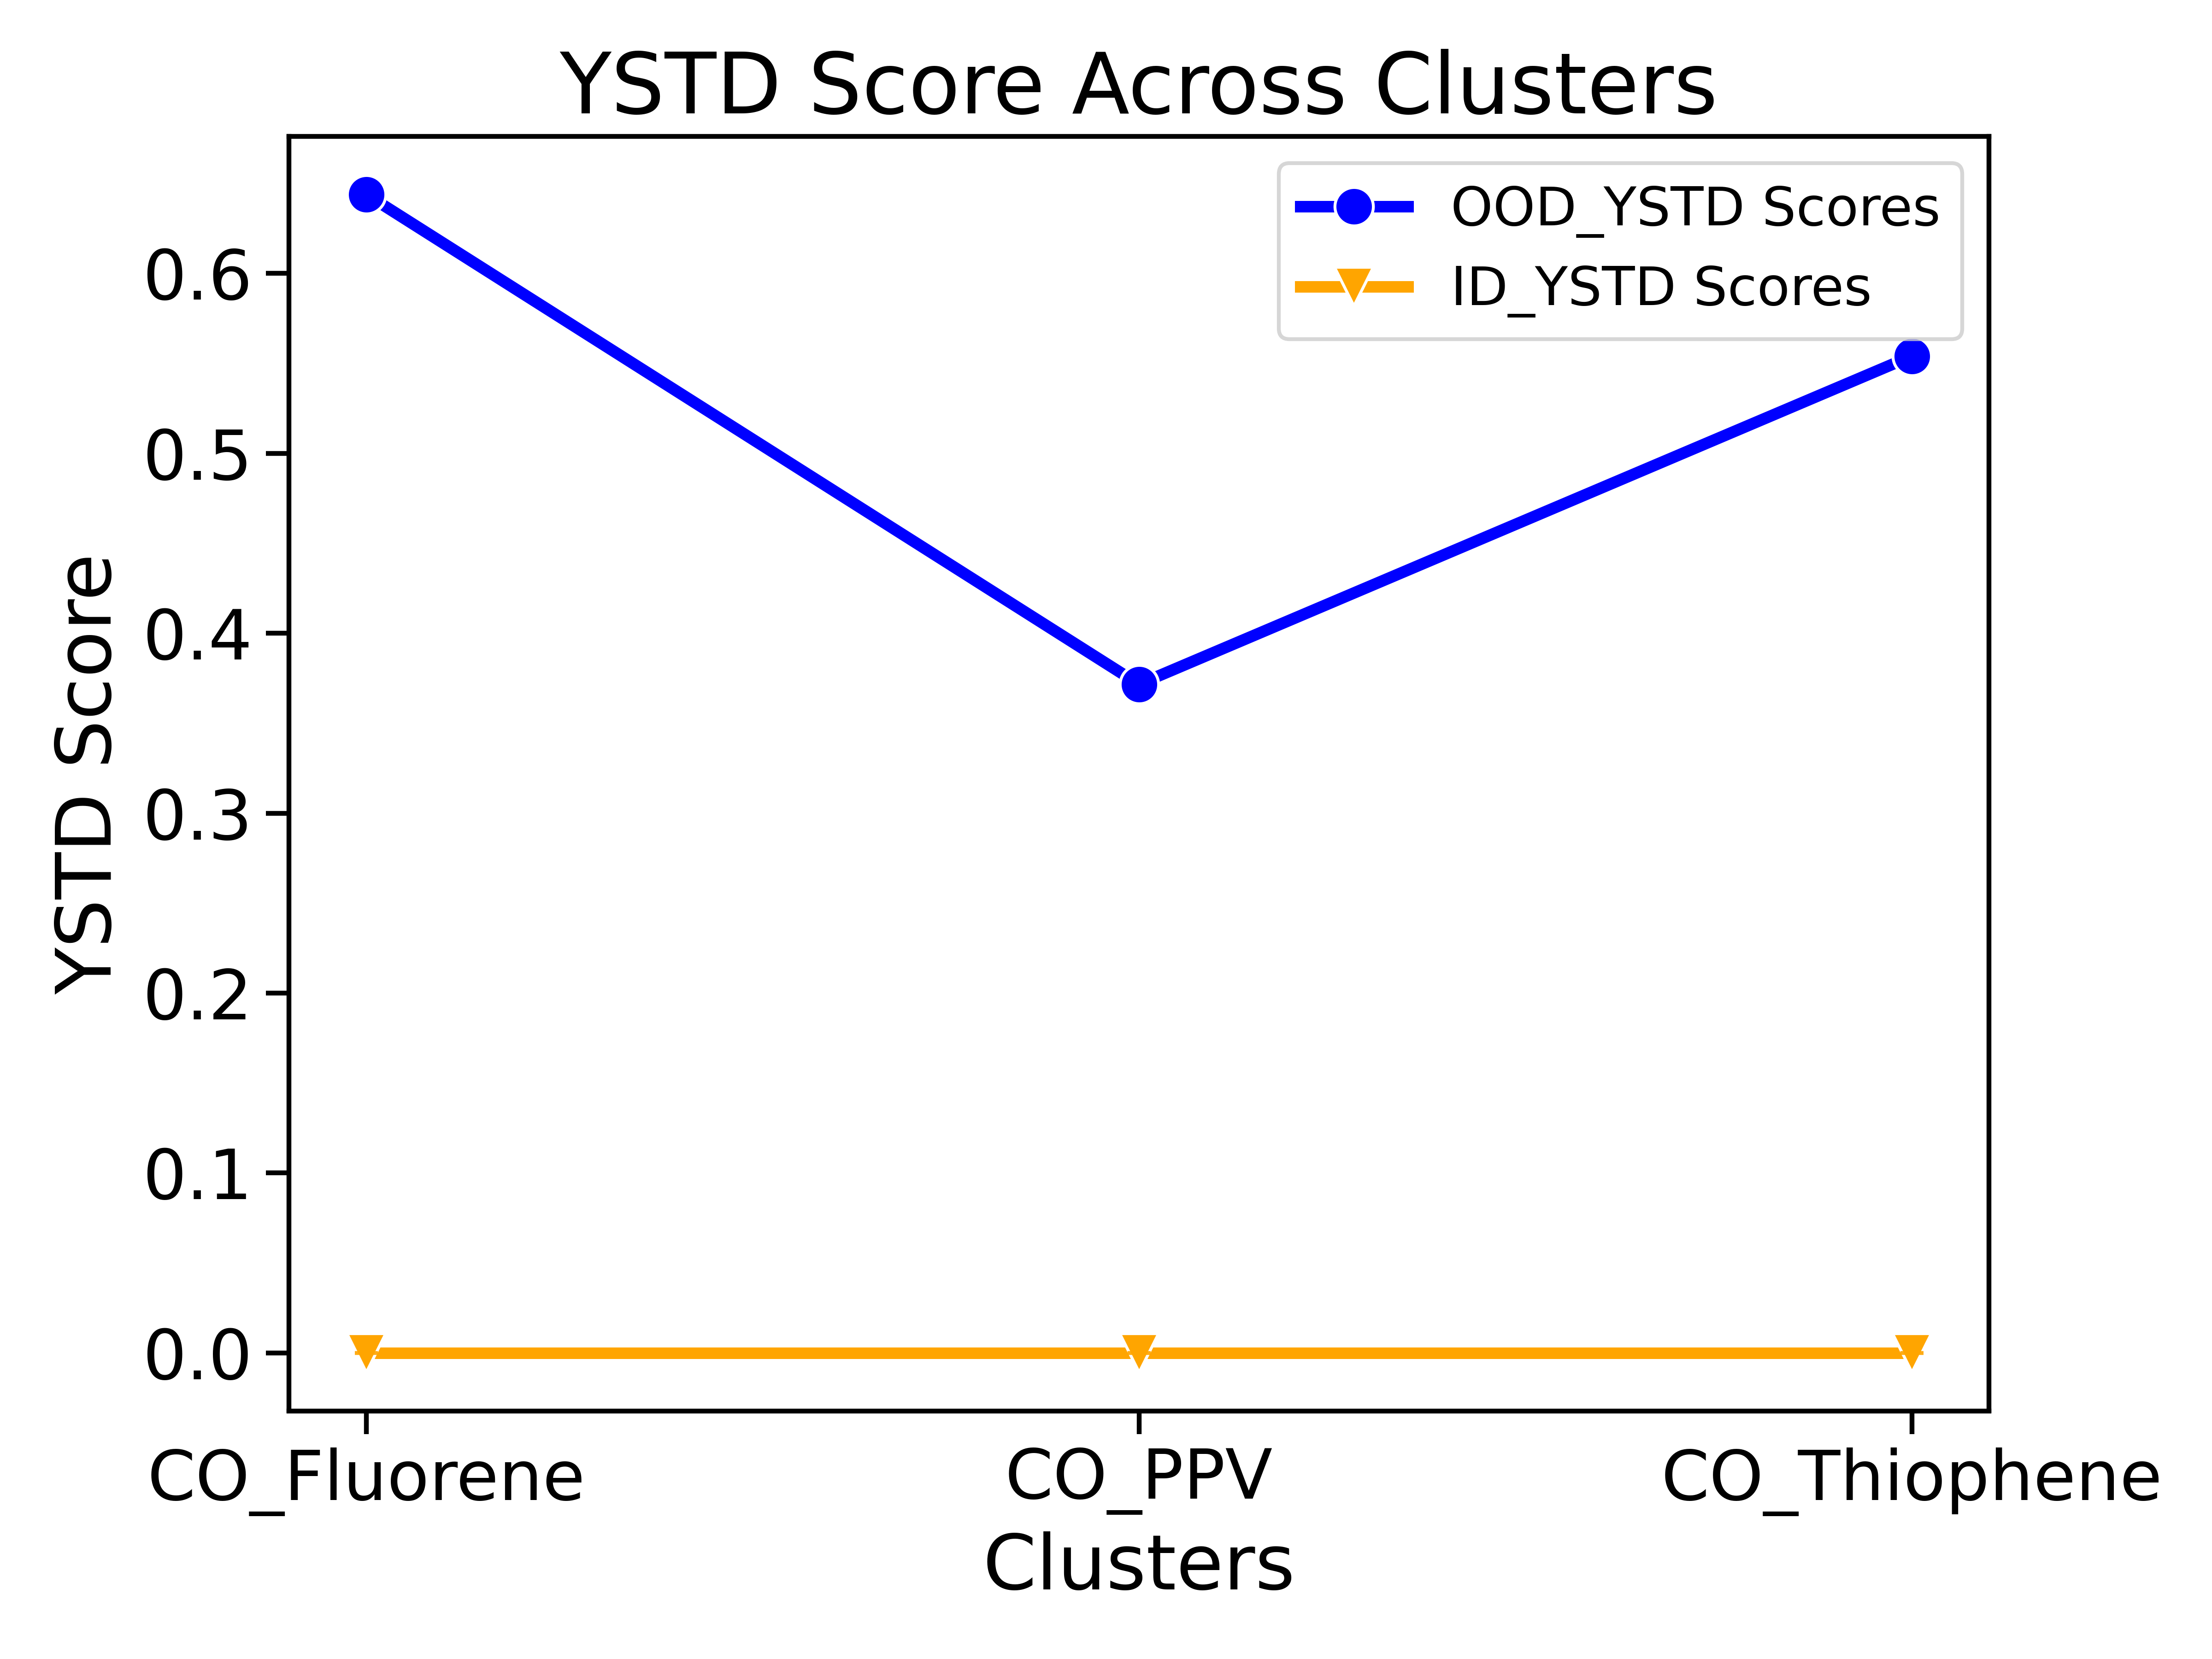 YSTD Score Across Clusters
OOD_YSTD Scores
ID_YSTD Scores
YSTD Score
0.6
0.5
0.4
0.3
0.2
0.1
0.0
CO_Fluorene
CO_PPV
CO_Thiophene
Clusters